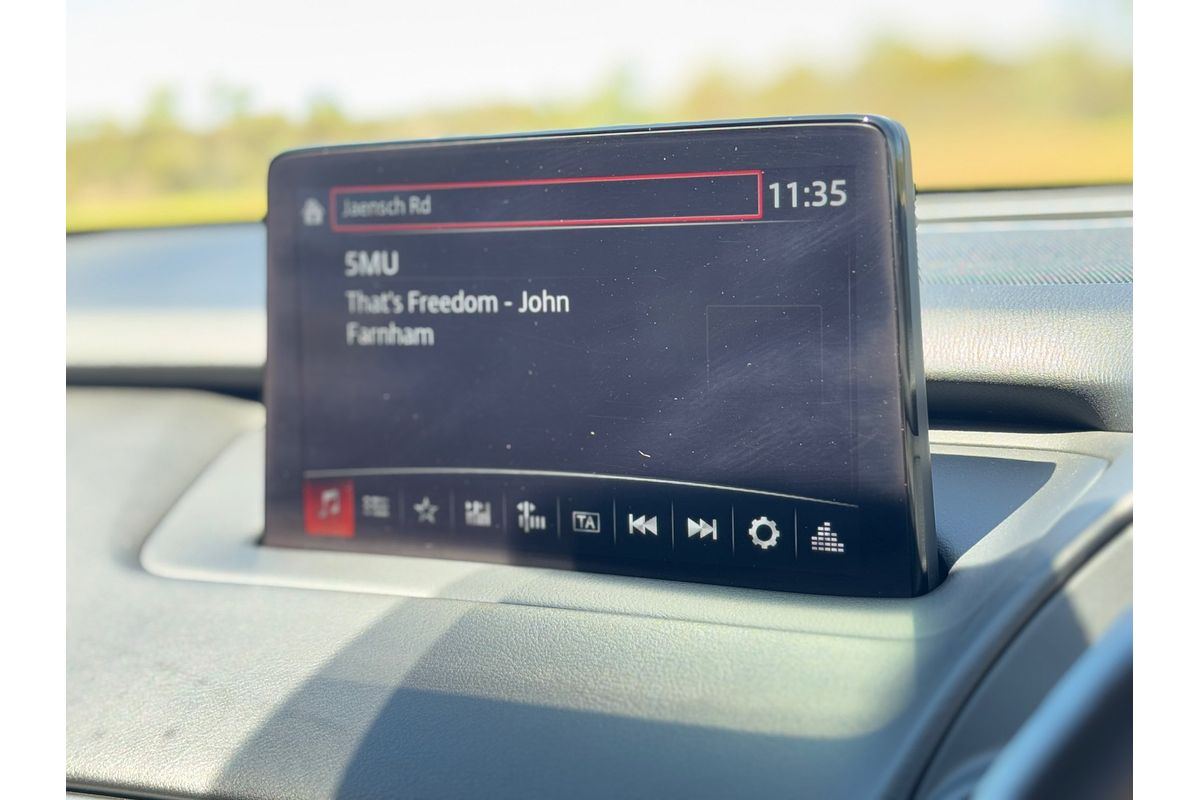 Jaensch Rd
11:35
5MU
That's Freedom - John
Farnham
TA